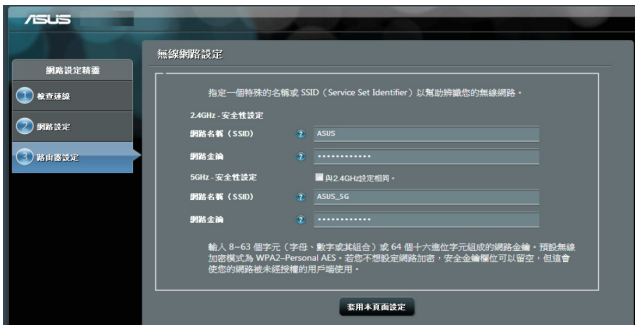 ASUS
無線網路設定
網路設定精靈
1 檢查連線
2 網路設定
3 路由器設定
指定一個特殊的名稱或 SSID（Service Set Identifier）以幫助辨識您的無線網路。
2.4GHz - 安全性設定
網路名稱（SSID） ? ASUS
網路金鑰 ? ••••••••••••
5GHz - 安全性設定 與2.4GHz設定相同。
網路名稱（SSID） ? ASUS_5G
網路金鑰 ? ••••••••••••
輸入 8-63 個字元（字母、數字或其組合）或 64 個十六進位字元組成的網路金鑰。預設無線
加密模式為 WPA2-Personal AES。若您不想設定網路加密，安全金鑰欄位可以留空，但這會
使您的網路被未經授權的用戶端使用。
套用本頁面設定